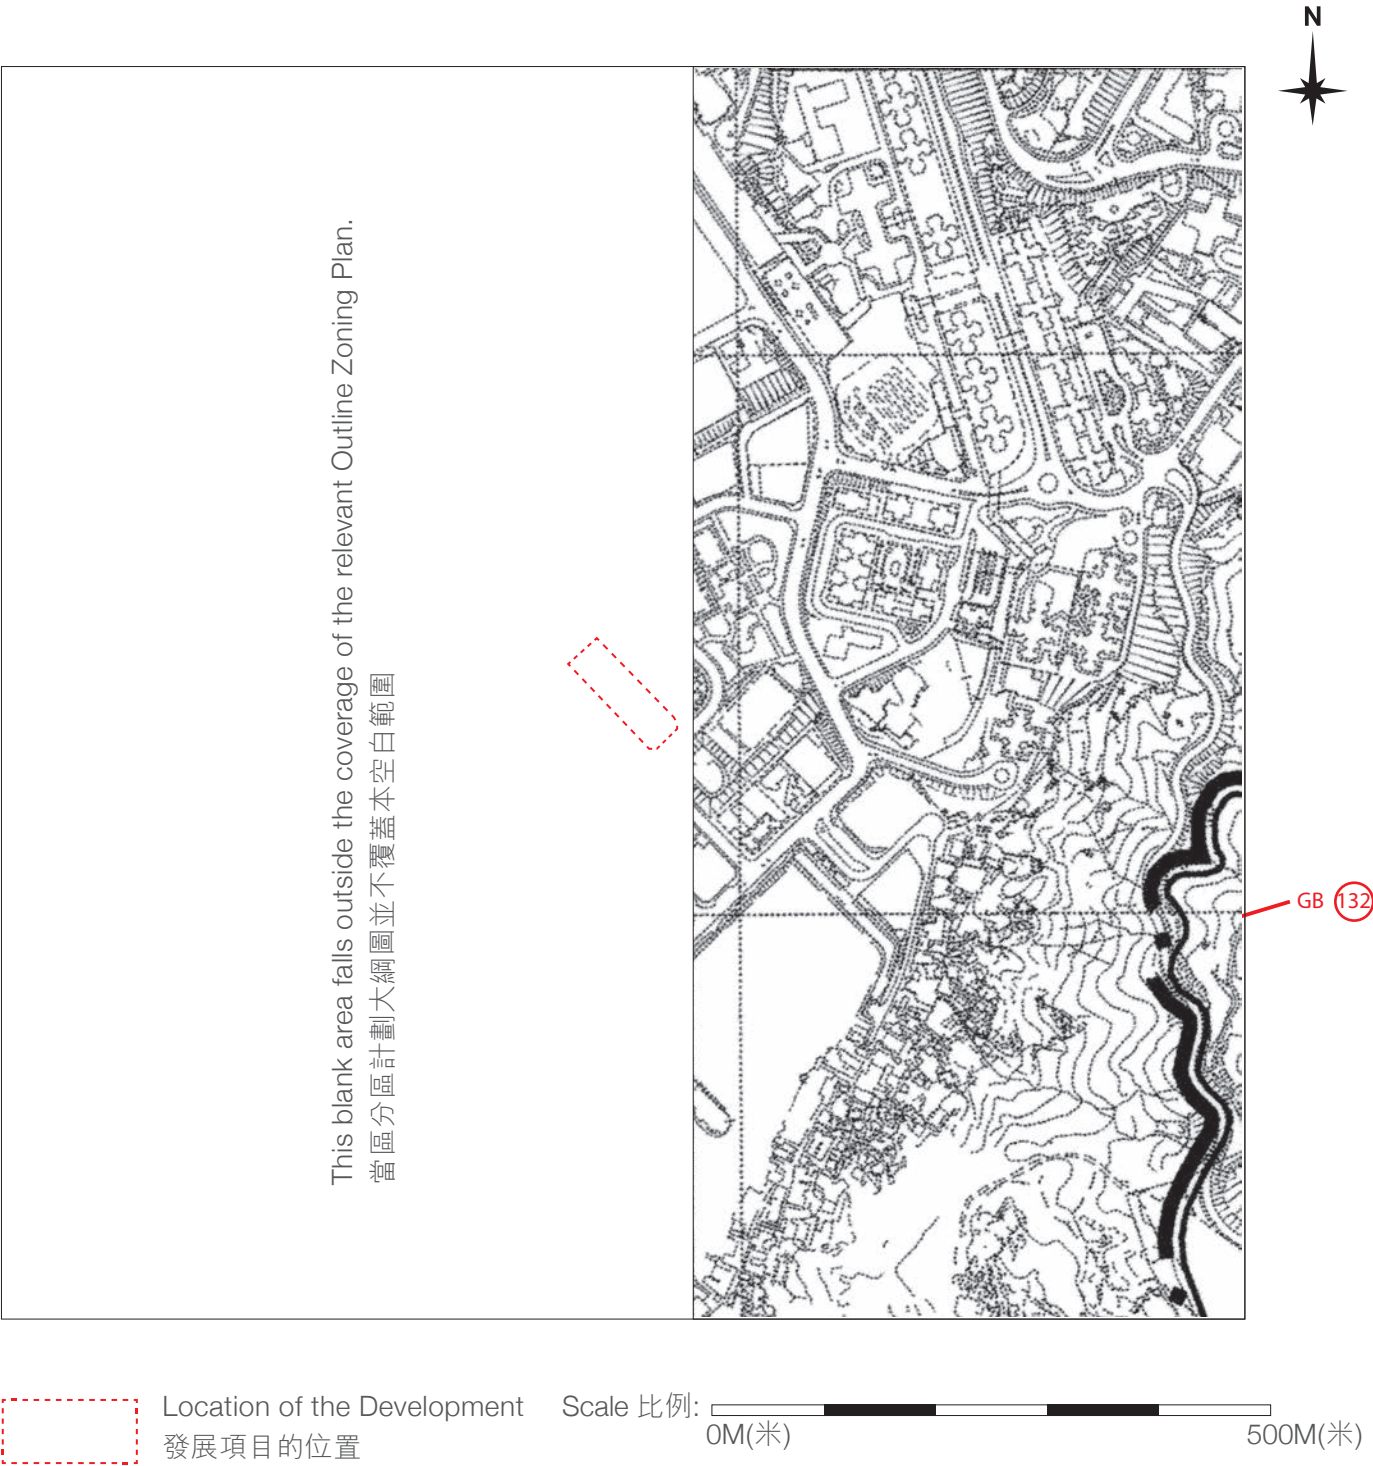 N
This blank area falls outside the coverage of the relevant Outline Zoning Plan.
當區分區計劃大綱圖並不覆蓋本空白範圍
GB 132
Location of the Development
發展項目的位置
Scale 比例:
0M(米)
500M(米)